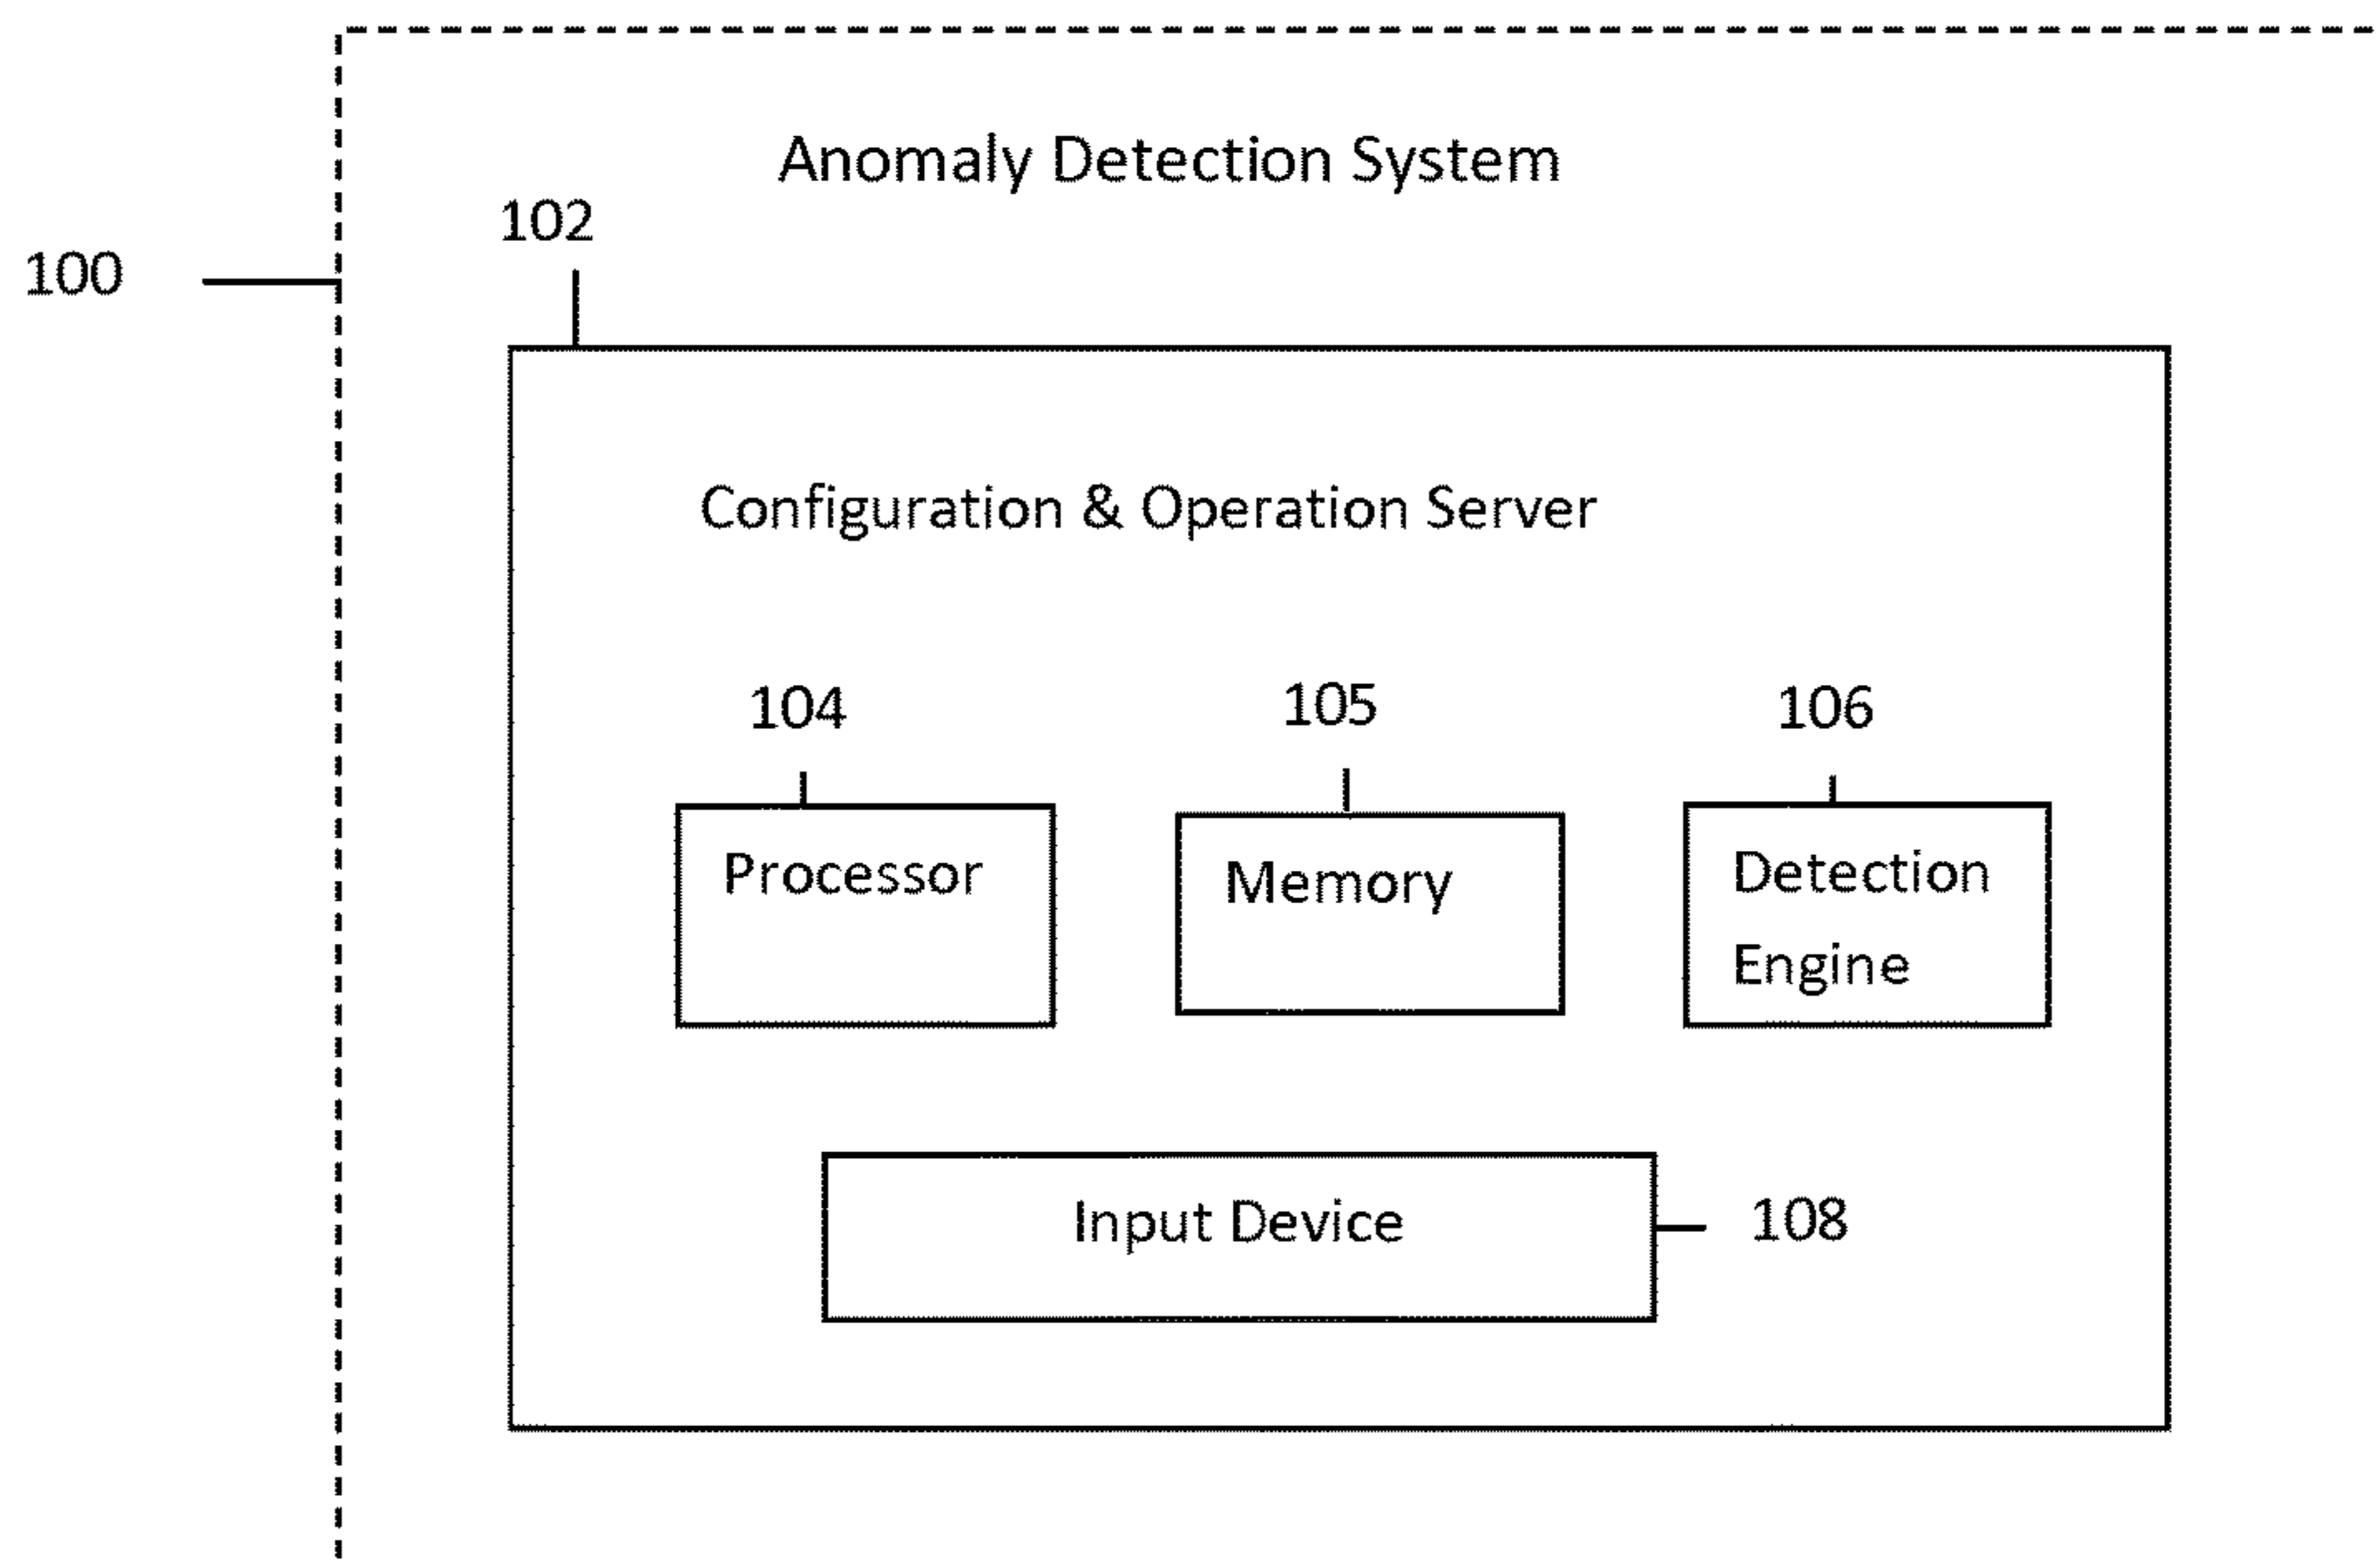 Anomaly Detection System
102
100
Configuration & Operation Server
104
105
106
Processor
Memory
Detection
Engine
Input Device
108